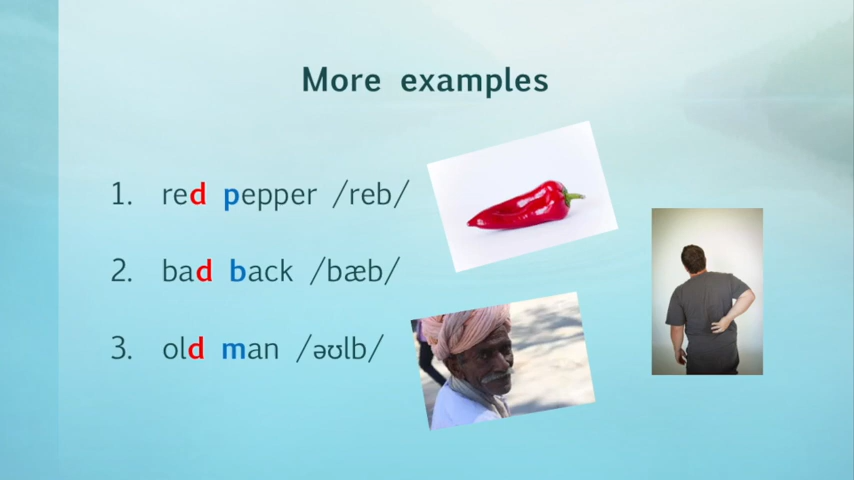 More examples
1. red pepper /reb/
2. bad back /bæb/
3. old man /əʊlb/